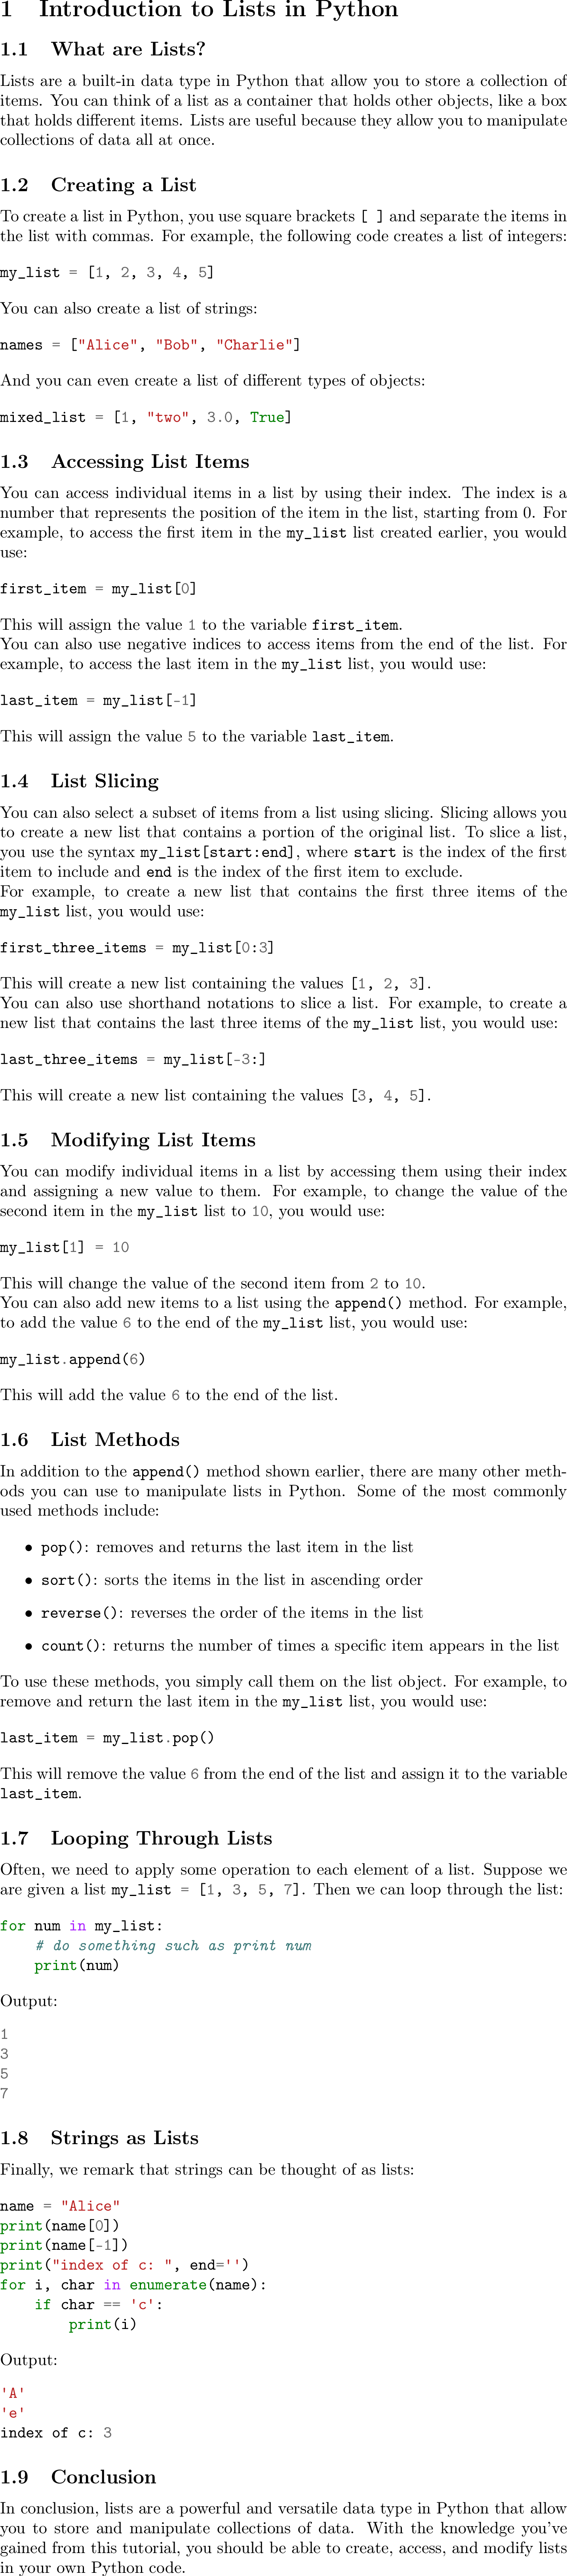 1 Introduction to Lists in Python
1.1 What are Lists?
Lists are a built-in data type in Python that allow you to store a collection of
items. You can think of a list as a container that holds other objects, like a box
that holds different items. Lists are useful because they allow you to manipulate
collections of data all at once.
1.2 Creating a List
To create a list in Python, you use square brackets [ ] and separate the items in
the list with commas. For example, the following code creates a list of integers:
my_list = [1, 2, 3, 4, 5]
You can also create a list of strings:
names = ["Alice", "Bob", "Charlie"]
And you can even create a list of different types of objects:
mixed_list = [1, "two", 3.0, True]
1.3 Accessing List Items
You can access individual items in a list by using their index. The index is a
number that represents the position of the item in the list, starting from 0. For
example, to access the first item in the my_list list created earlier, you would
use:
first_item = my_list[0]
This will assign the value 1 to the variable first_item.
You can also use negative indices to access items from the end of the list. For
example, to access the last item in the my_list list, you would use:
last_item = my_list[-1]
This will assign the value 5 to the variable last_item.
1.4 List Slicing
You can also select a subset of items from a list using slicing. Slicing allows you
to create a new list that contains a portion of the original list. To slice a list,
you use the syntax my_list[start:end], where start is the index of the first
item to include and end is the index of the first item to exclude.
For example, to create a new list that contains the first three items of the
my_list list, you would use:
first_three_items = my_list[0:3]
This will create a new list containing the values [1, 2, 3].
You can also use shorthand notations to slice a list. For example, to create a
new list that contains the last three items of the my_list list, you would use:
last_three_items = my_list[-3:]
This will create a new list containing the values [3, 4, 5].
1.5 Modifying List Items
You can modify individual items in a list by accessing them using their index
and assigning a new value to them. For example, to change the value of the
second item in the my_list list to 10, you would use:
my_list[1] = 10
This will change the value of the second item from 2 to 10.
You can also add new items to a list using the append() method. For example,
to add the value 6 to the end of the my_list list, you would use:
my_list.append(6)
This will add the value 6 to the end of the list.
1.6 List Methods
In addition to the append() method shown earlier, there are many other meth-
ods you can use to manipulate lists in Python. Some of the most commonly
used methods include:
• pop(): removes and returns the last item in the list
• sort(): sorts the items in the list in ascending order
• reverse(): reverses the order of the items in the list
• count(): returns the number of times a specific item appears in the list
To use these methods, you simply call them on the list object. For example, to
remove and return the last item in the my_list list, you would use:
last_item = my_list.pop()
This will remove the value 6 from the end of the list and assign it to the variable
last_item.
1.7 Looping Through Lists
Often, we need to apply some operation to each element of a list. Suppose we
are given a list my_list = [1, 3, 5, 7]. Then we can loop through the list:
for num in my_list:
    # do something such as print num
    print(num)
Output:
1
3
5
7
1.8 Strings as Lists
Finally, we remark that strings can be thought of as lists:
name = "Alice"
print(name[0])
print(name[-1])
print("index of c: ", end='')
for i, char in enumerate(name):
    if char == 'c':
        print(i)
Output:
'A'
'e'
index of c: 3
1.9 Conclusion
In conclusion, lists are a powerful and versatile data type in Python that allow
you to store and manipulate collections of data. With the knowledge you've
gained from this tutorial, you should be able to create, access, and modify lists
in your own Python code.